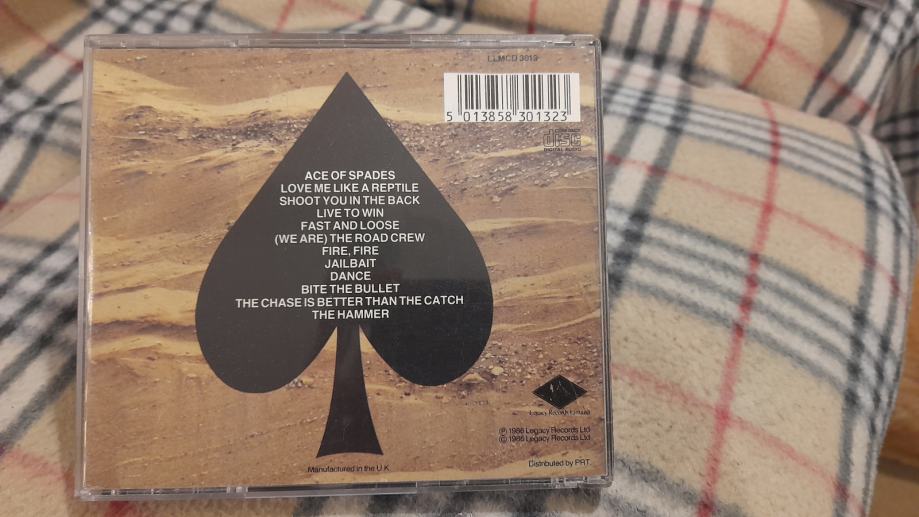 LLMCD 3013
5 013858 301323
COMPACT
disc
DIGITAL AUDIO
ACE OF SPADES
LOVE ME LIKE A REPTILE
SHOOT YOU IN THE BACK
LIVE TO WIN
FAST AND LOOSE
(WE ARE) THE ROAD CREW
FIRE, FIRE
JAILBAIT
DANCE
BITE THE BULLET
THE CHASE IS BETTER THAN THE CATCH
THE HAMMER
Legacy Records Limited
℗ 1986 Legacy Records Ltd
© 1986 Legacy Records Ltd
Manufactured in the U.K
Distributed by PRT.